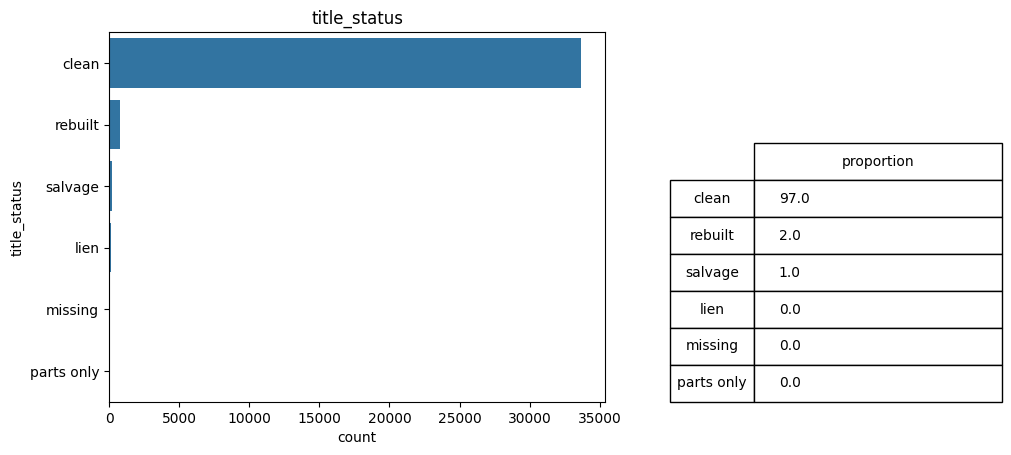 title_status
title_status
clean
rebuilt
salvage
lien
missing
parts only
0 5000 10000 15000 20000 25000 30000 35000
count
proportion
clean 97.0
rebuilt 2.0
salvage 1.0
lien 0.0
missing 0.0
parts only 0.0